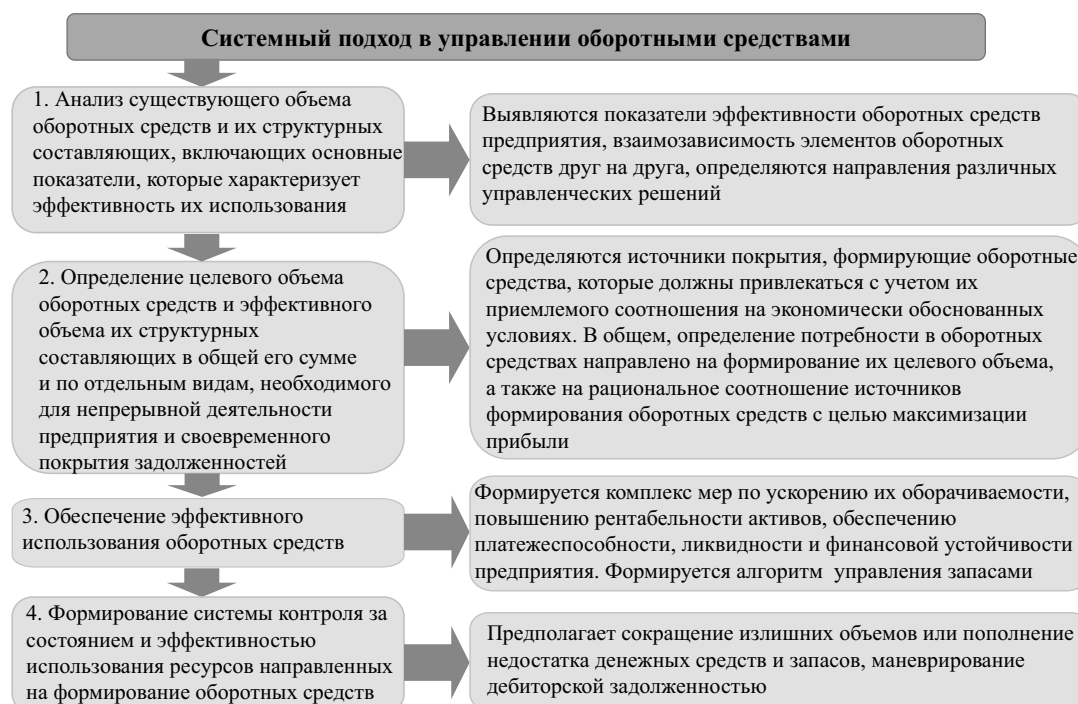 Системный подход в управлении оборотными средствами
1. Анализ существующего объема
оборотных средств и их структурных
составляющих, включающих основные
показатели, которые характеризует
эффективность их использования
Выявляются показатели эффективности оборотных средств
предприятия, взаимозависимость элементов оборотных
средств друг на друга, определяются направления различных
управленческих решений
2. Определение целевого объема
оборотных средств и эффективного
объема их структурных
составляющих в общей его сумме
и по отдельным видам, необходимого
для непрерывной деятельности
предприятия и своевременного
покрытия задолженностей
Определяются источники покрытия, формирующие оборотные
средства, которые должны привлекаться с учетом их
приемлемого соотношения на экономически обоснованных
условиях. В общем, определение потребности в оборотных
средствах направлено на формирование их целевого объема,
а также на рациональное соотношение источников
формирования оборотных средств с целью максимизации
прибыли
3. Обеспечение эффективного
использования оборотных средств
Формируется комплекс мер по ускорению их оборачиваемости,
повышению рентабельности активов, обеспечению
платежеспособности, ликвидности и финансовой устойчивости
предприятия. Формируется алгоритм управления запасами
4. Формирование системы контроля за
состоянием и эффективностью
использования ресурсов направленных
на формирование оборотных средств
Предполагает сокращение излишних объемов или пополнение
недостатка денежных средств и запасов, маневрирование
дебиторской задолженностью